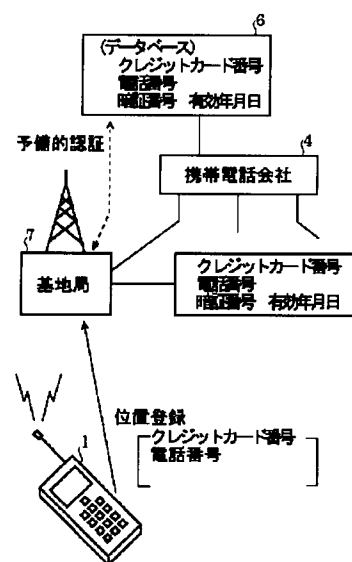 6
(データベース)
クレジットカード番号
電話番号
暗証番号 有効年月日
予備的認証
4
携帯電話会社
7
基地局
クレジットカード番号
電話番号
暗証番号 有効年月日
位置登録
クレジットカード番号
電話番号
1